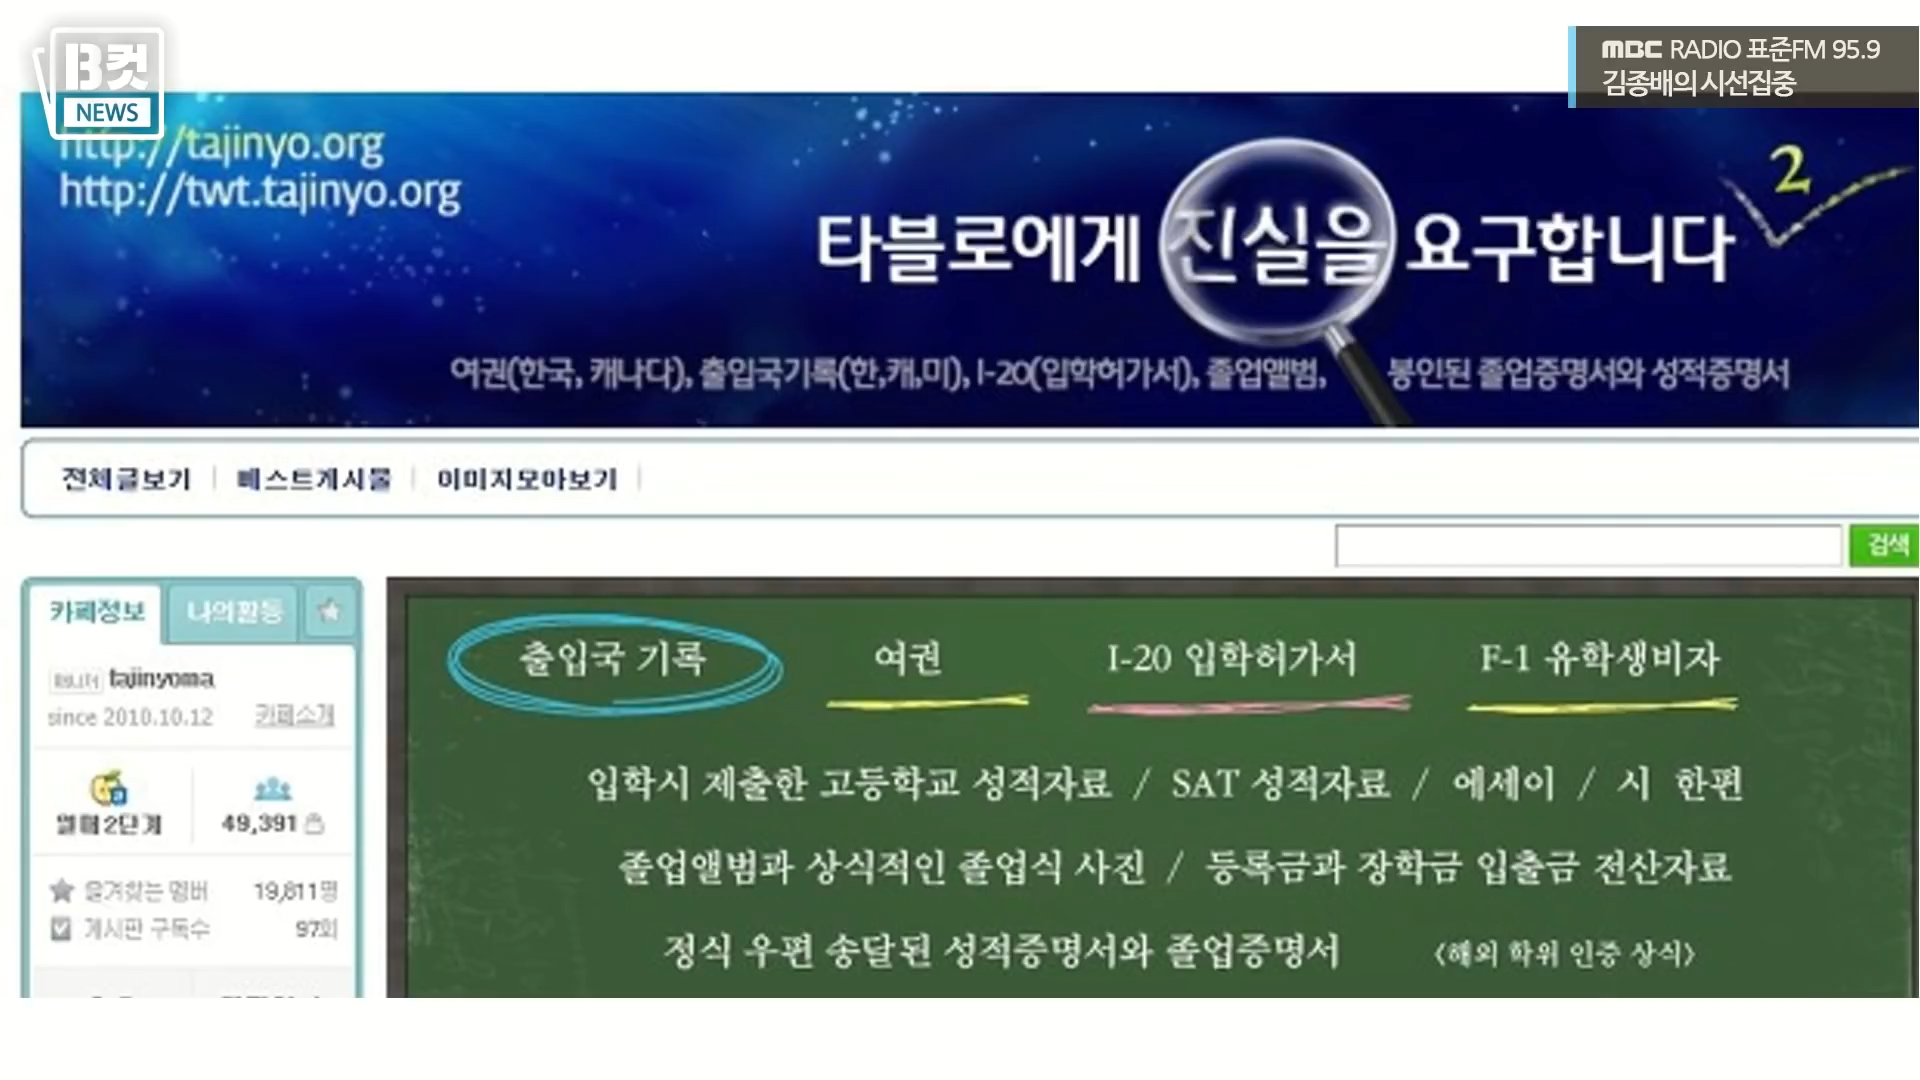 B컷
NEWS
MBC RADIO 표준FM 95.9
김종배의 시선집중
http://tajinyo.org
http://twt.tajinyo.org
타블로에게 진실을 요구합니다 2
여권(한국, 캐나다), 출입국기록(한,캐,미), I-20(입학허가서), 졸업앨범, 봉인된 졸업증명서와 성적증명서
전체글보기 베스트게시물 이미지모아보기
검색
카페정보 나의활동
매니저 tajinyoma
since 2010.10.12 카페소개
열매2단계 49,391
즐겨찾는 멤버 19,811명
게시판 구독수 97회
출입국 기록 여권 I-20 입학허가서 F-1 유학생비자
입학시 제출한 고등학교 성적자료 / SAT 성적자료 / 에세이 / 시 한편
졸업앨범과 상식적인 졸업식 사진 / 등록금과 장학금 입출금 전산자료
정식 우편 송달된 성적증명서와 졸업증명서 <해외 학위 인증 상식>